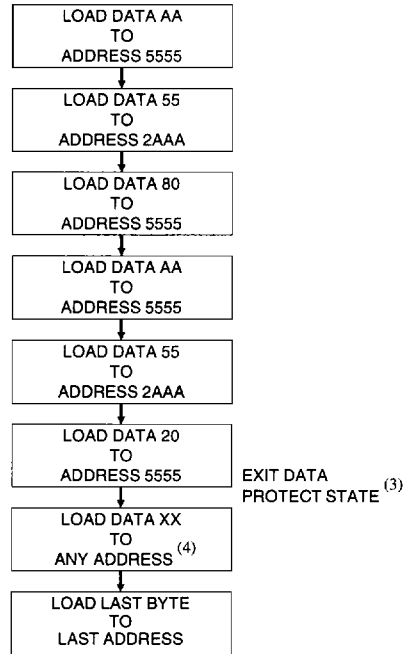 LOAD DATA AA
TO
ADDRESS 5555
LOAD DATA 55
TO
ADDRESS 2AAA
LOAD DATA 80
TO
ADDRESS 5555
LOAD DATA AA
TO
ADDRESS 5555
LOAD DATA 55
TO
ADDRESS 2AAA
LOAD DATA 20
TO
ADDRESS 5555
EXIT DATA
PROTECT STATE (3)
LOAD DATA XX
TO
ANY ADDRESS (4)
LOAD LAST BYTE
TO
LAST ADDRESS